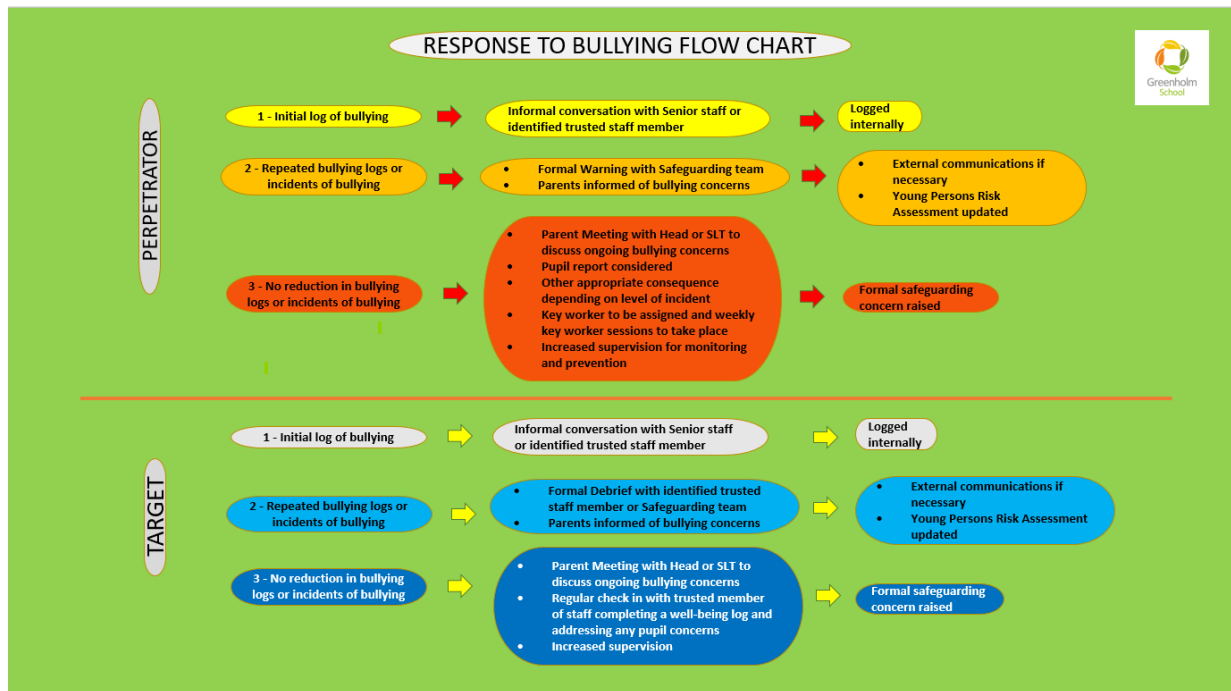 RESPONSE TO BULLYING FLOW CHART
Greenholm
School
PERPETRATOR
1 - Initial log of bullying
Informal conversation with Senior staff or
identified trusted staff member
Logged
internally
2 - Repeated bullying logs or
incidents of bullying
• Formal Warning with Safeguarding team
• Parents informed of bullying concerns
• External communications if
necessary
• Young Persons Risk
Assessment updated
3 - No reduction in bullying
logs or incidents of bullying
• Parent Meeting with Head or SLT to
discuss ongoing bullying concerns
• Pupil report considered
• Other appropriate consequence
depending on level of incident
• Key worker to be assigned and weekly
key worker sessions to take place
• Increased supervision for monitoring
and prevention
Formal safeguarding
concern raised
TARGET
1 - Initial log of bullying
Informal conversation with Senior staff
or identified trusted staff member
Logged
internally
2 - Repeated bullying logs or
incidents of bullying
• Formal Debrief with identified trusted
staff member or Safeguarding team
• Parents informed of bullying concerns
• External communications if
necessary
• Young Persons Risk Assessment
updated
3 - No reduction in bullying
logs or incidents of bullying
• Parent Meeting with Head or SLT to
discuss ongoing bullying concerns
• Regular check in with trusted member
of staff completing a well-being log and
addressing any pupil concerns
• Increased supervision
Formal safeguarding
concern raised